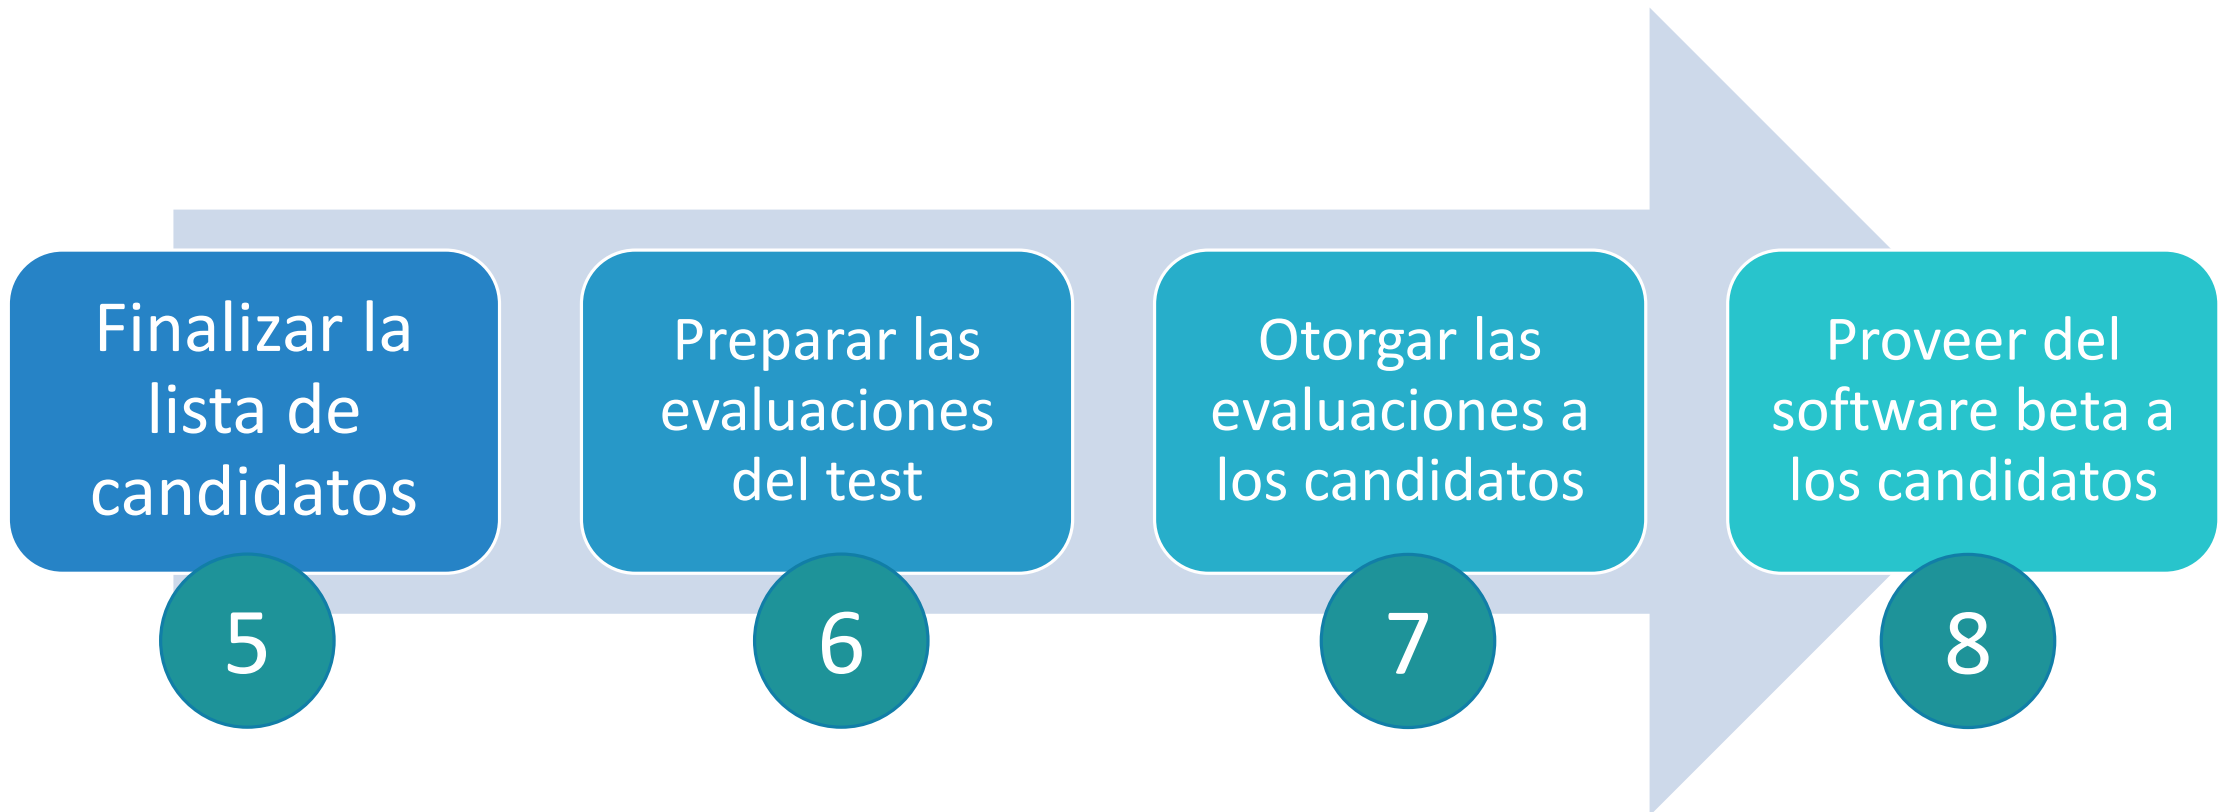 Finalizar la
lista de
candidatos
5
Preparar las
evaluaciones
del test
6
Otorgar las
evaluaciones a
los candidatos
7
Proveer del
software beta a
los candidatos
8